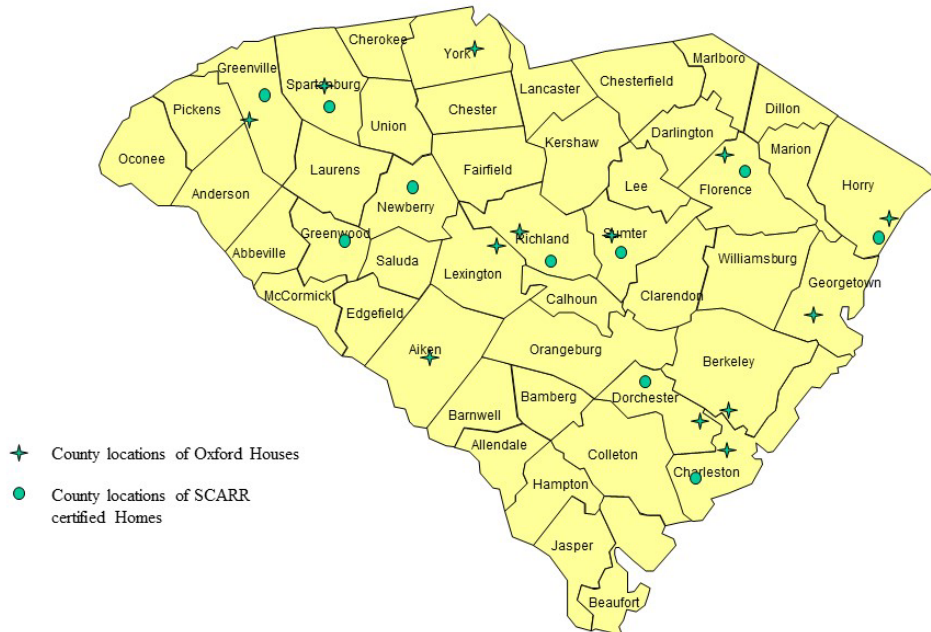 Cherokee
York
Marlboro
Greenville
Spartanburg
Lancaster
Chesterfield
Pickens
Chester
Dillon
Union
Darlington
Oconee
Kershaw
Marion
Laurens
Fairfield
Lee
Anderson
Florence
Horry
Newberry
Greenwood
Richland
Sumter
Abbeville
Saluda
Williamsburg
Lexington
Georgetown
McCormick
Calhoun
Clarendon
Edgefield
Aiken
Orangeburg
Berkeley
Bamberg
Dorchester
Barnwell
Allendale
Colleton
Charleston
Hampton
Jasper
Beaufort
County locations of Oxford Houses
County locations of SCARR
certified Homes